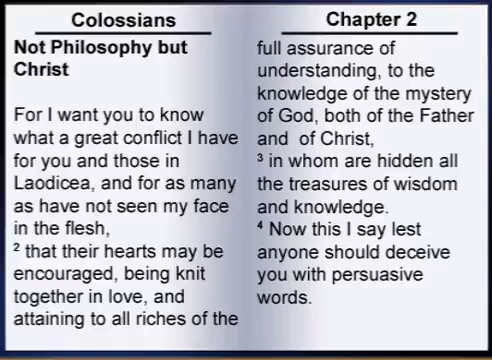 Colossians
Not Philosophy but
Christ
For I want you to know
what a great conflict I have
for you and those in
Laodicea, and for as many
as have not seen my face
in the flesh,
² that their hearts may be
encouraged, being knit
together in love, and
attaining to all riches of the
Chapter 2
full assurance of
understanding, to the
knowledge of the mystery
of God, both of the Father
and of Christ,
³ in whom are hidden all
the treasures of wisdom
and knowledge.
⁴ Now this I say lest
anyone should deceive
you with persuasive
words.